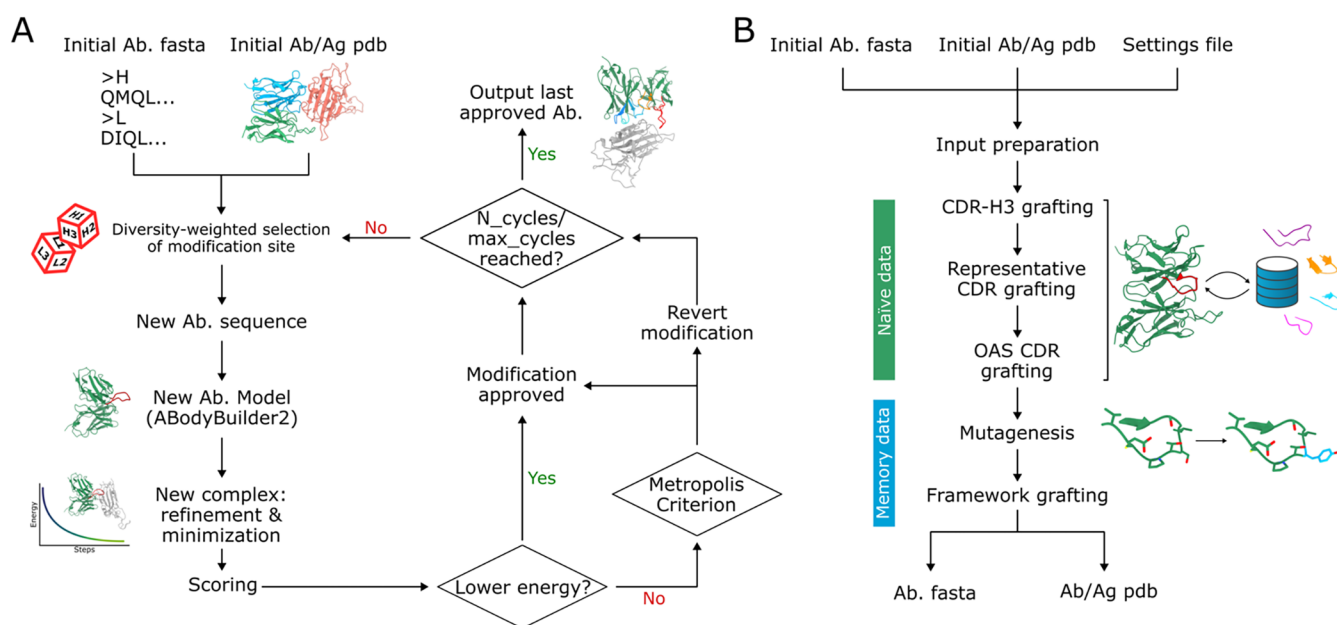 A
Initial Ab. fasta
Initial Ab/Ag pdb
>H
QMQL...
>L
DIQL...
H1
H3
H2
L3
L2
Diversity-weighted selection
of modification site
New Ab. sequence
New Ab. Model
(ABodyBuilder2)
New complex:
refinement &
minimization
Energy
Steps
Scoring
Lower energy?
Yes
No
Metropolis
Criterion
Modification
approved
Revert
modification
N_cycles/
max_cycles
reached?
No
Yes
Output last
approved Ab.
B
Initial Ab. fasta
Initial Ab/Ag pdb
Settings file
Input preparation
Naïve data
CDR-H3 grafting
Representative
CDR grafting
OAS CDR
grafting
Memory data
Mutagenesis
Framework grafting
Ab. fasta
Ab/Ag pdb